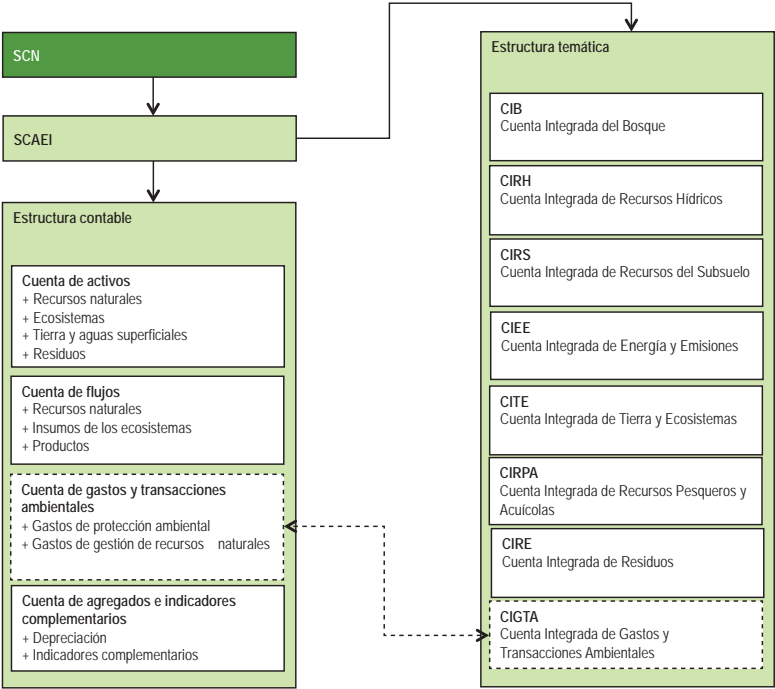 SCN
SCAEI
Estructura contable
Cuenta de activos
+ Recursos naturales
+ Ecosistemas
+ Tierra y aguas superficiales
+ Residuos
Cuenta de flujos
+ Recursos naturales
+ Insumos de los ecosistemas
+ Productos
Cuenta de gastos y transacciones
ambientales
+ Gastos de protección ambiental
+ Gastos de gestión de recursos naturales
Cuenta de agregados e indicadores
complementarios
+ Depreciación
+ Indicadores complementarios
Estructura temática
CIB
Cuenta Integrada del Bosque
CIRH
Cuenta Integrada de Recursos Hídricos
CIRS
Cuenta Integrada de Recursos del Subsuelo
CIEE
Cuenta Integrada de Energía y Emisiones
CITE
Cuenta Integrada de Tierra y Ecosistemas
CIRPA
Cuenta Integrada de Recursos Pesqueros y
Acuícolas
CIRE
Cuenta Integrada de Residuos
CIGTA
Cuenta Integrada de Gastos y
Transacciones Ambientales